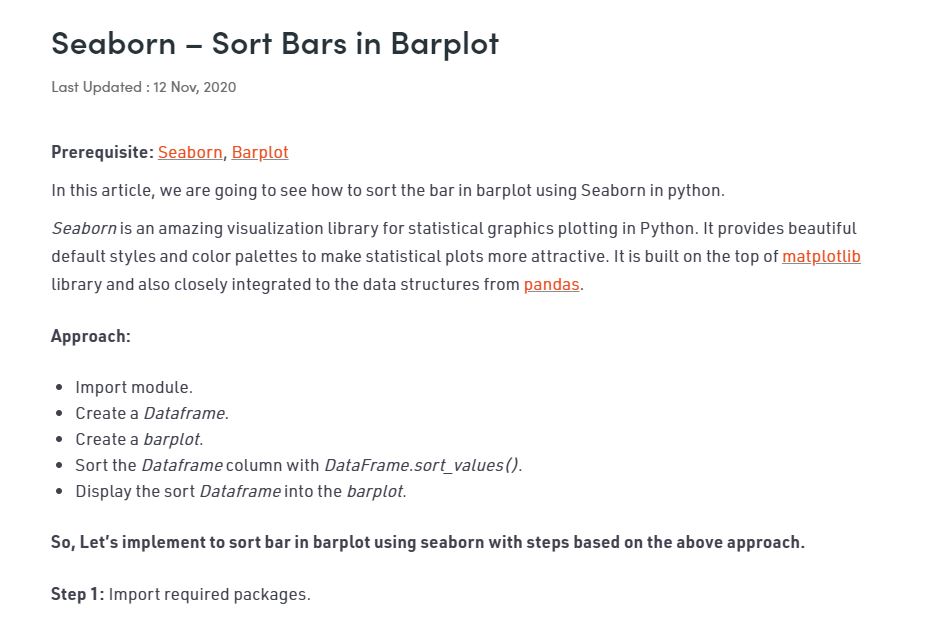 Seaborn – Sort Bars in Barplot
Last Updated : 12 Nov, 2020
Prerequisite: Seaborn, Barplot
In this article, we are going to see how to sort the bar in barplot using Seaborn in python.
Seaborn is an amazing visualization library for statistical graphics plotting in Python. It provides beautiful
default styles and color palettes to make statistical plots more attractive. It is built on the top of matplotlib
library and also closely integrated to the data structures from pandas.
Approach:
• Import module.
• Create a Dataframe.
• Create a barplot.
• Sort the Dataframe column with DataFrame.sort_values().
• Display the sort Dataframe into the barplot.
So, Let’s implement to sort bar in barplot using seaborn with steps based on the above approach.
Step 1: Import required packages.